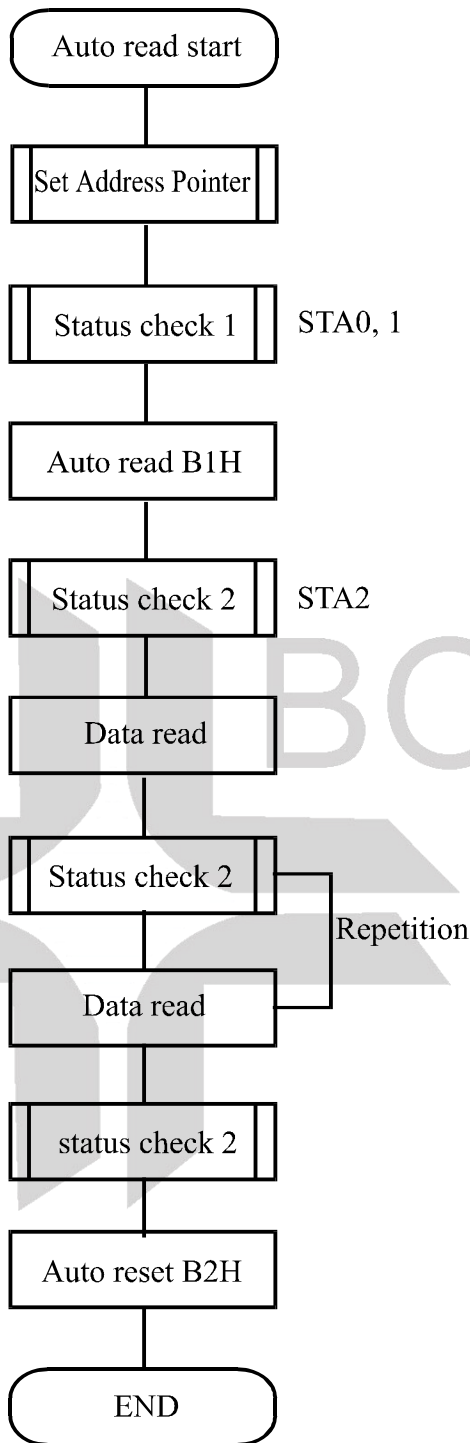 Auto read start
Set Address Pointer
Status check 1
STA0, 1
Auto read B1H
Status check 2
STA2
Data read
Status check 2
Repetition
Data read
status check 2
Auto reset B2H
END